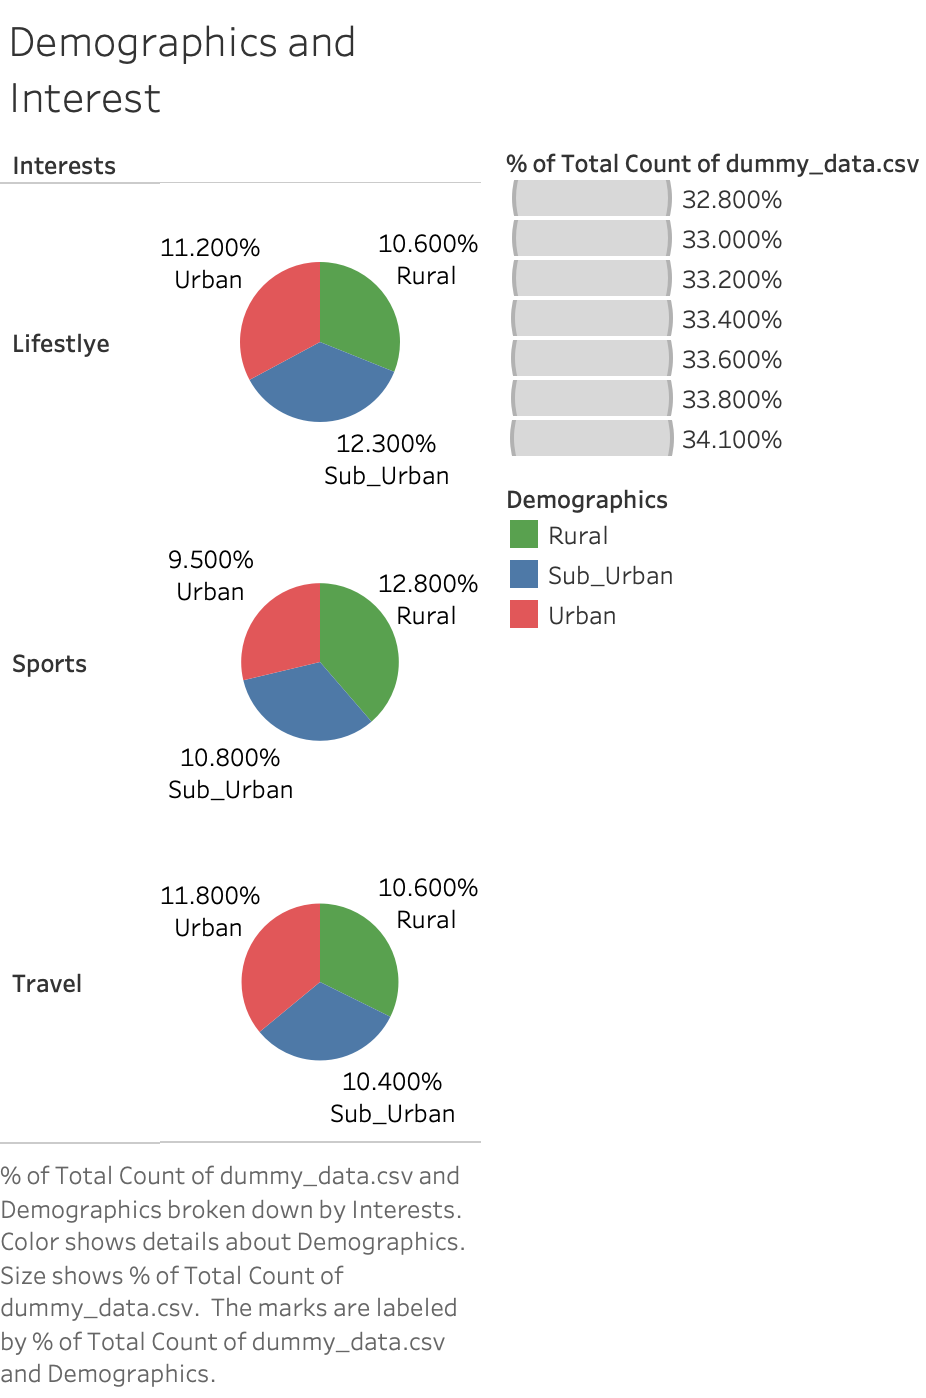 Demographics and
Interest
Interests
11.200%
Urban
10.600%
Rural
Lifestlye
12.300%
Sub_Urban
9.500%
Urban
12.800%
Rural
Sports
10.800%
Sub_Urban
11.800%
Urban
10.600%
Rural
Travel
10.400%
Sub_Urban
% of Total Count of dummy_data.csv
32.800%
33.000%
33.200%
33.400%
33.600%
33.800%
34.100%
Demographics
Rural
Sub_Urban
Urban
% of Total Count of dummy_data.csv and
Demographics broken down by Interests.
Color shows details about Demographics.
Size shows % of Total Count of
dummy_data.csv.  The marks are labeled
by % of Total Count of dummy_data.csv
and Demographics.